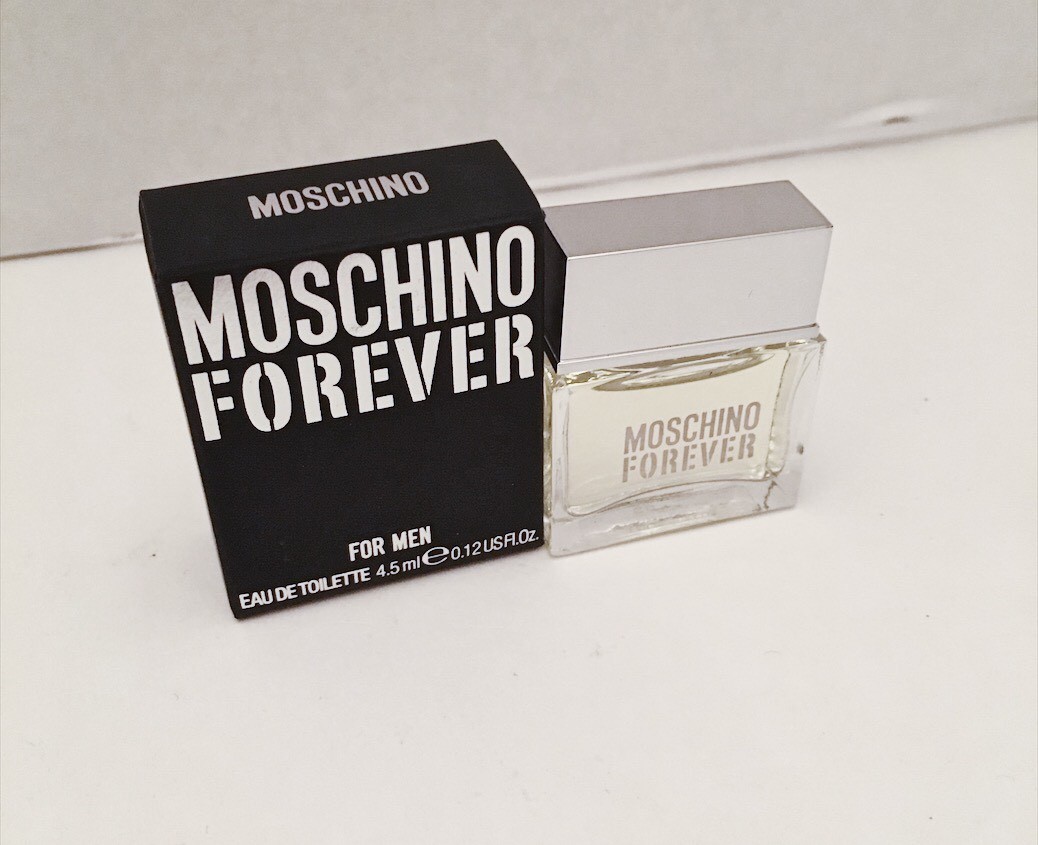 MOSCHINO
MOSCHINO
FOREVER
FOR MEN
EAU DE TOILETTE 4.5 ml ℮ 0.12 US Fl.Oz.
MOSCHINO
FOREVER